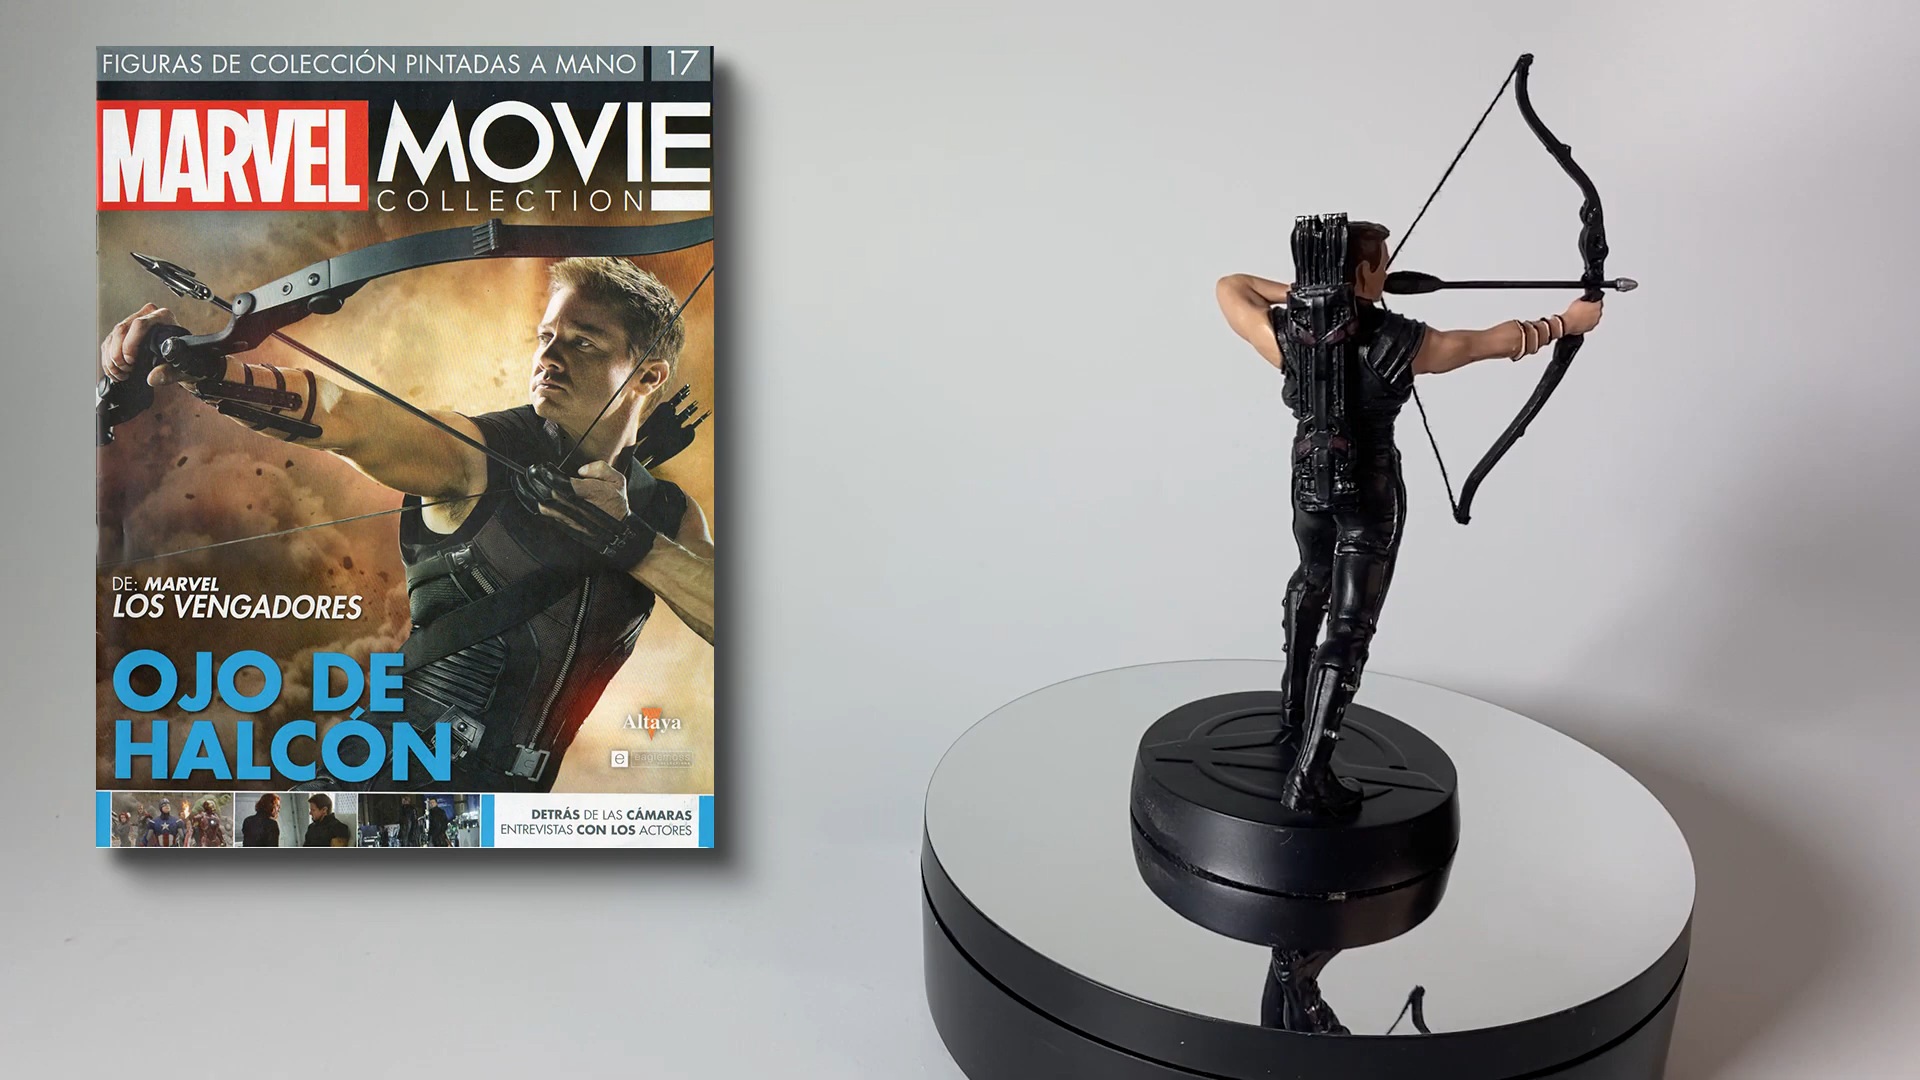 FIGURAS DE COLECCIÓN PINTADAS A MANO 17
MARVEL MOVIE
COLLECTION
DE: MARVEL
LOS VENGADORES
OJO DE
HALCÓN
Altaya
e eaglemoss
DETRÁS DE LAS CÁMARAS
ENTREVISTAS CON LOS ACTORES